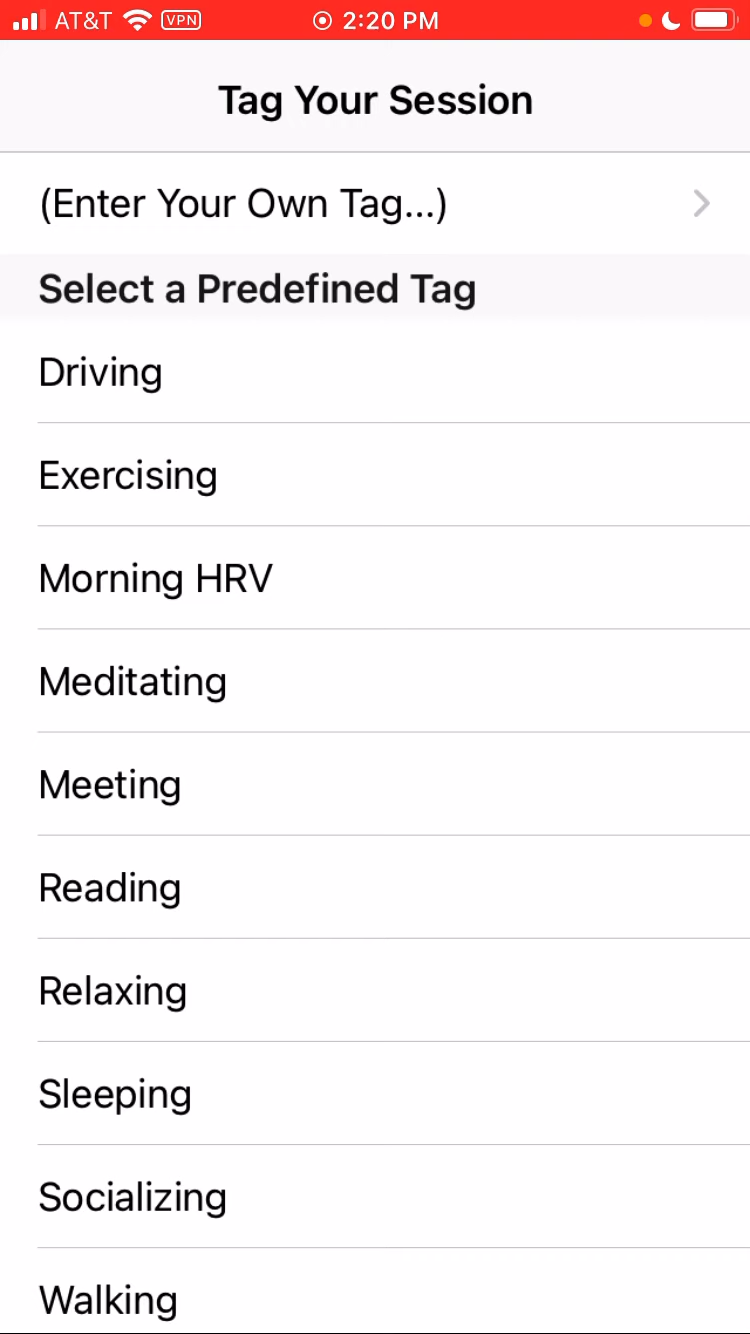 AT&T VPN 2:20 PM
Tag Your Session
(Enter Your Own Tag...)
Select a Predefined Tag
Driving
Exercising
Morning HRV
Meditating
Meeting
Reading
Relaxing
Sleeping
Socializing
Walking